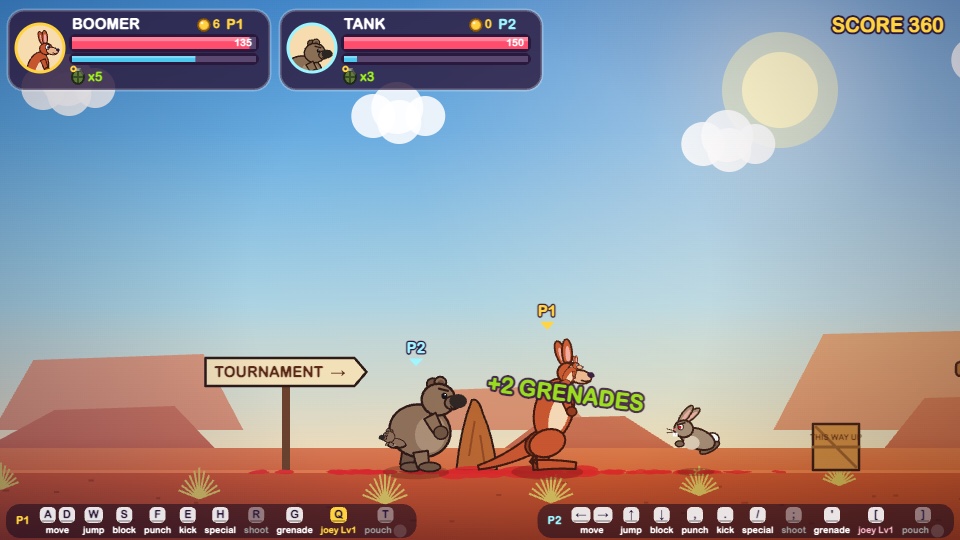 BOOMER 6 P1
135
x5
TANK 0 P2
150
x3
SCORE 360
P1
P2
+2 GRENADES
TOURNAMENT →
THIS WAY UP
P1 A D W S F E H R G Q T
move jump block punch kick special shoot grenade joey Lv1 pouch
P2 ← → ↑ ↓ , . / ; ' [ ]
move jump block punch kick special shoot grenade joey Lv1 pouch